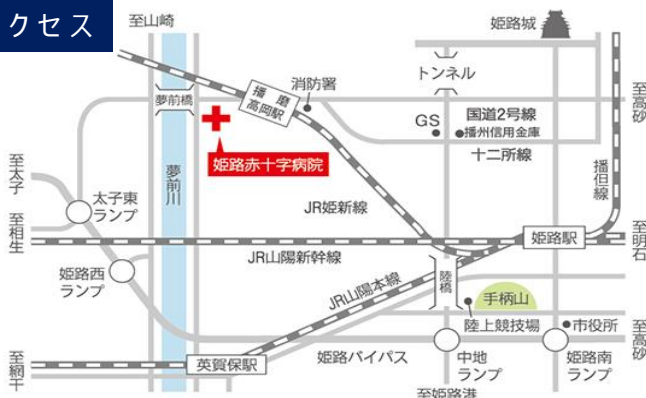 クセス
至山崎
姫路城
トンネル
消防署
播磨
高岡駅
夢前橋
国道2号線
至高砂
GS
播州信用金庫
十二所線
姫路赤十字病院
播但線
至太子
夢前川
太子東
ランプ
JR姫新線
至相生
姫路駅
至明石
JR山陽新幹線
姫路西
ランプ
JR山陽本線
陸橋
手柄山
陸上競技場
市役所
至高砂
姫路バイパス
中地
ランプ
姫路南
ランプ
至網干
英賀保駅
至姫路港